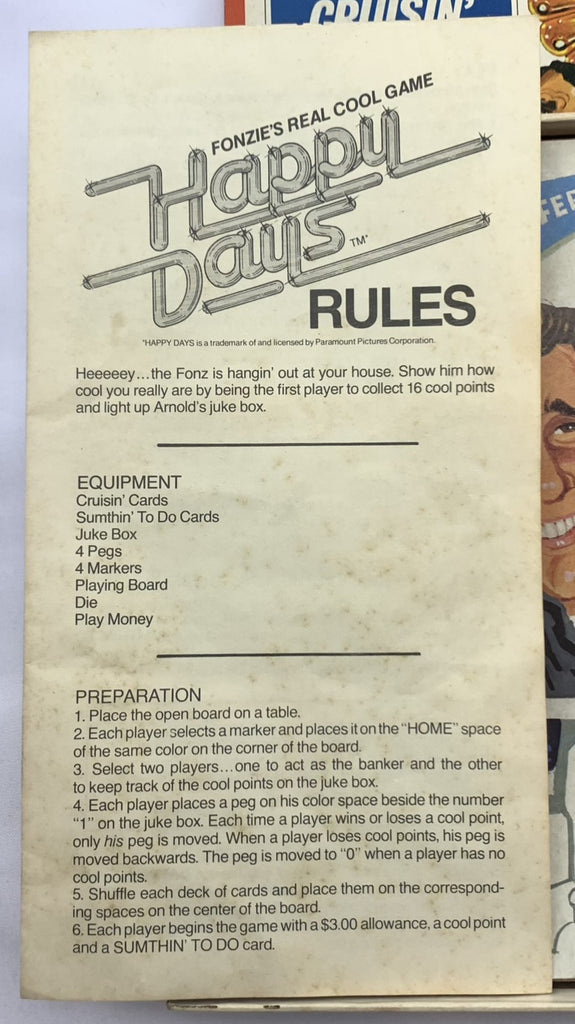 CRUISIN'
FONZIE'S REAL COOL GAME
Happy
Days™*
RULES
*HAPPY DAYS is a trademark of and licensed by Paramount Pictures Corporation.
Heeeeey...the Fonz is hangin' out at your house. Show him how
cool you really are by being the first player to collect 16 cool points
and light up Arnold's juke box.
EQUIPMENT
Cruisin' Cards
Sumthin' To Do Cards
Juke Box
4 Pegs
4 Markers
Playing Board
Die
Play Money
PREPARATION
1. Place the open board on a table.
2. Each player selects a marker and places it on the "HOME" space
of the same color on the corner of the board.
3. Select two players...one to act as the banker and the other
to keep track of the cool points on the juke box.
4. Each player places a peg on his color space beside the number
"1" on the juke box. Each time a player wins or loses a cool point,
only his peg is moved. When a player loses cool points, his peg is
moved backwards. The peg is moved to "0" when a player has no
cool points.
5. Shuffle each deck of cards and place them on the correspond-
ing spaces on the center of the board.
6. Each player begins the game with a $3.00 allowance, a cool point
and a SUMTHIN' TO DO card.